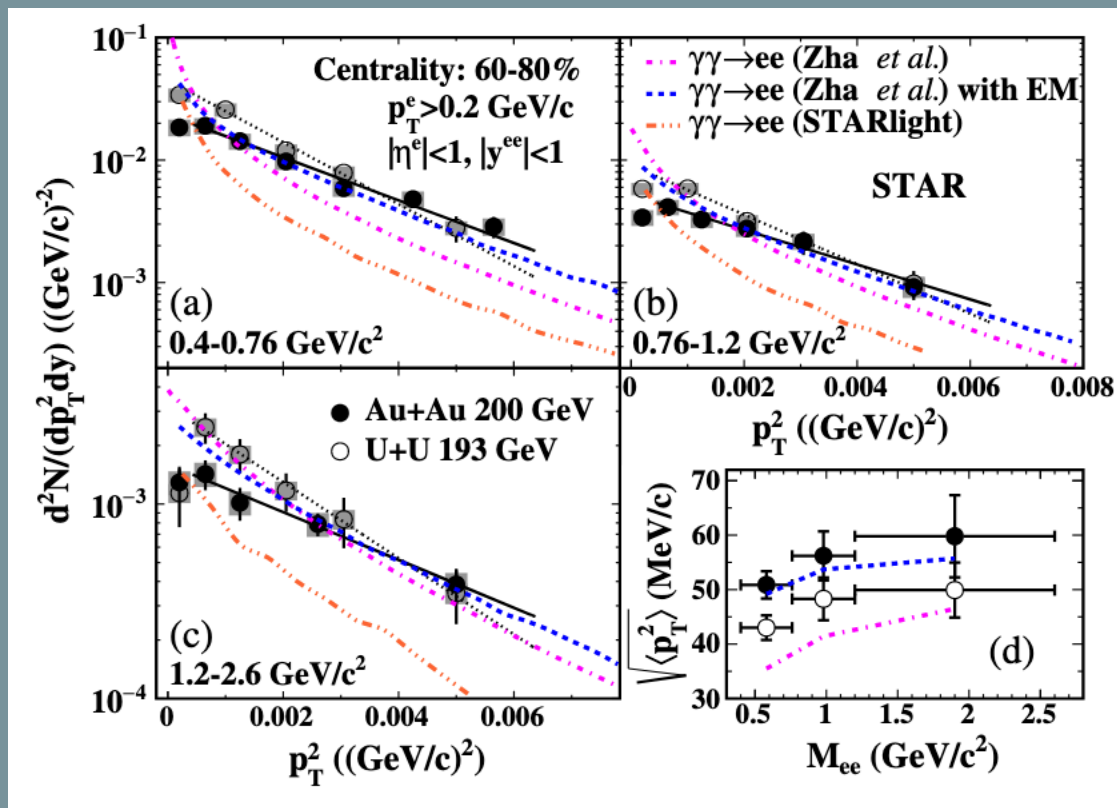 d²N/(dp_T²dy) ((GeV/c)⁻²)
10⁻¹
10⁻²
10⁻³
Centrality: 60-80%
p_T^e>0.2 GeV/c
|η^e|<1, |y^ee|<1
(a)
0.4-0.76 GeV/c²
γγ→ee (Zha et al.)
γγ→ee (Zha et al.) with EM
γγ→ee (STARlight)
STAR
(b)
0.76-1.2 GeV/c²
0 0.002 0.004 0.006 0.008
p_T² ((GeV/c)²)
10⁻³
10⁻⁴
Au+Au 200 GeV
U+U 193 GeV
(c)
1.2-2.6 GeV/c²
0 0.002 0.004 0.006
p_T² ((GeV/c)²)
√⟨p_T²⟩ (MeV/c)
70
60
50
40
30
(d)
0.5 1 1.5 2 2.5
M_ee (GeV/c²)